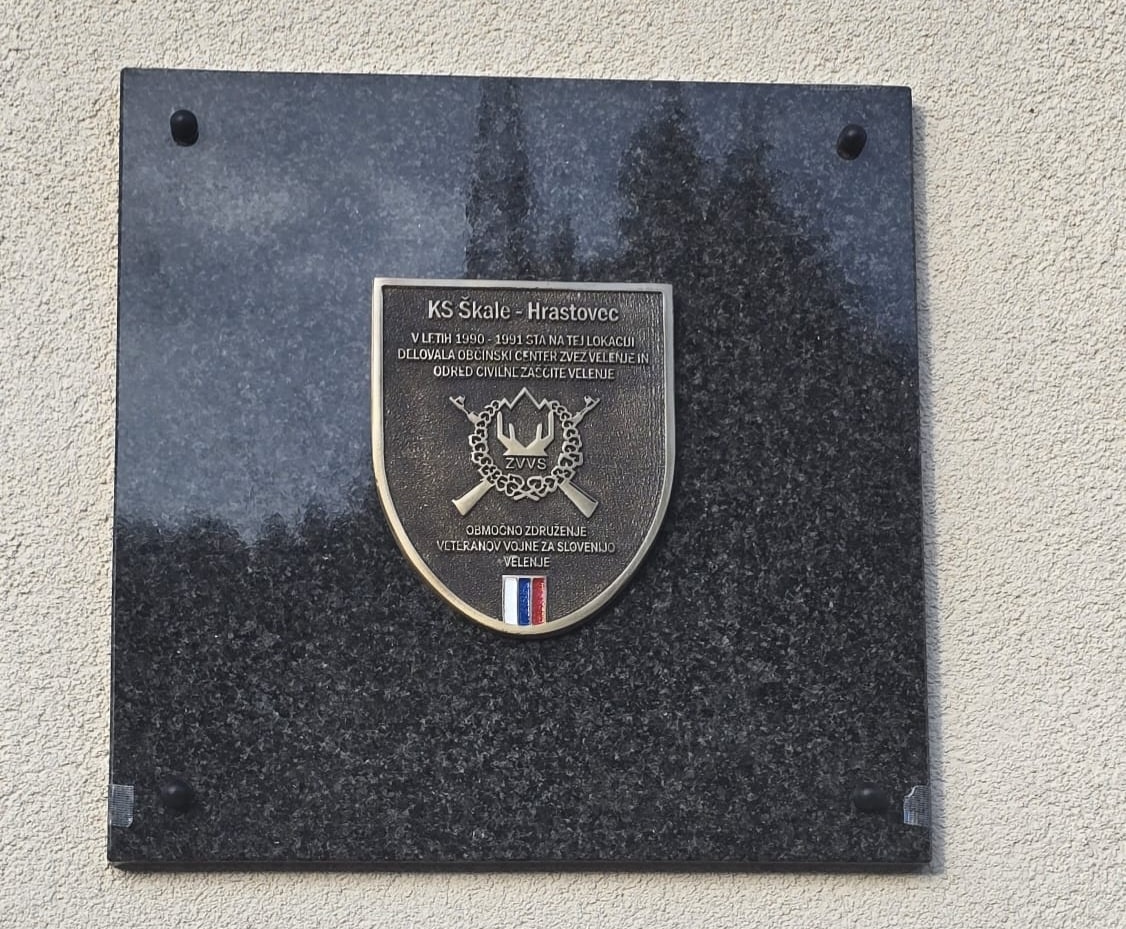 KS Škale - Hrastovec
V LETIH 1990 - 1991 STA NA TEJ LOKACIJI
DELOVALA OBČINSKI CENTER ZVEZ VELENJE IN
ODRED CIVILNE ZAŠČITE VELENJE
ZVVS
OBMOČNO ZDRUŽENJE
VETERANOV VOJNE ZA SLOVENIJO
VELENJE